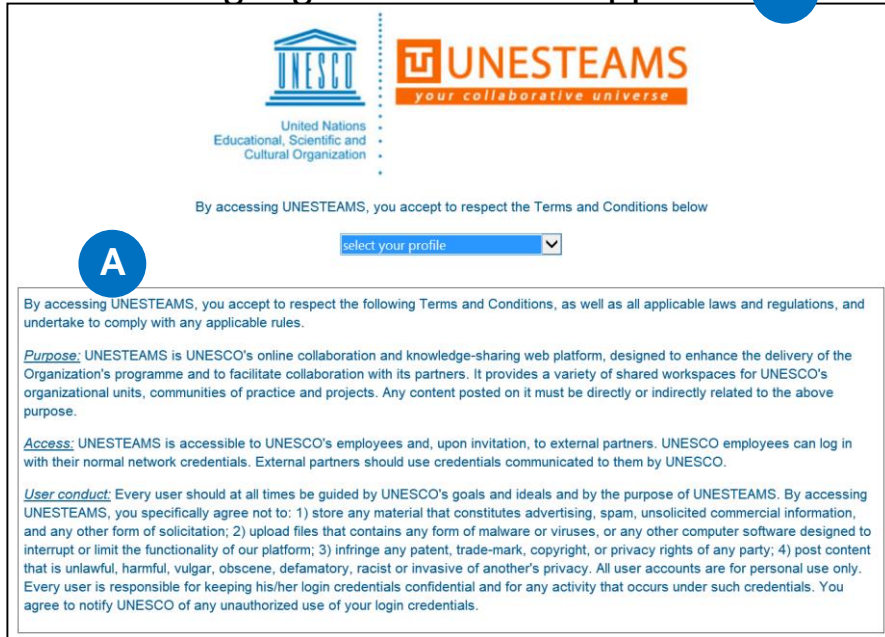 UNESCO
UNESTEAMS
your collaborative universe
United Nations
Educational, Scientific and
Cultural Organization
By accessing UNESTEAMS, you accept to respect the Terms and Conditions below
select your profile
A
By accessing UNESTEAMS, you accept to respect the following Terms and Conditions, as well as all applicable laws and regulations, and
undertake to comply with any applicable rules.
Purpose: UNESTEAMS is UNESCO's online collaboration and knowledge-sharing web platform, designed to enhance the delivery of the
Organization's programme and to facilitate collaboration with its partners. It provides a variety of shared workspaces for UNESCO's
organizational units, communities of practice and projects. Any content posted on it must be directly or indirectly related to the above
purpose.
Access: UNESTEAMS is accessible to UNESCO's employees and, upon invitation, to external partners. UNESCO employees can log in
with their normal network credentials. External partners should use credentials communicated to them by UNESCO.
User conduct: Every user should at all times be guided by UNESCO's goals and ideals and by the purpose of UNESTEAMS. By accessing
UNESTEAMS, you specifically agree not to: 1) store any material that constitutes advertising, spam, unsolicited commercial information,
and any other form of solicitation; 2) upload files that contains any form of malware or viruses, or any other computer software designed to
interrupt or limit the functionality of our platform; 3) infringe any patent, trade-mark, copyright, or privacy rights of any party; 4) post content
that is unlawful, harmful, vulgar, obscene, defamatory, racist or invasive of another's privacy. All user accounts are for personal use only.
Every user is responsible for keeping his/her login credentials confidential and for any activity that occurs under such credentials. You
agree to notify UNESCO of any unauthorized use of your login credentials.